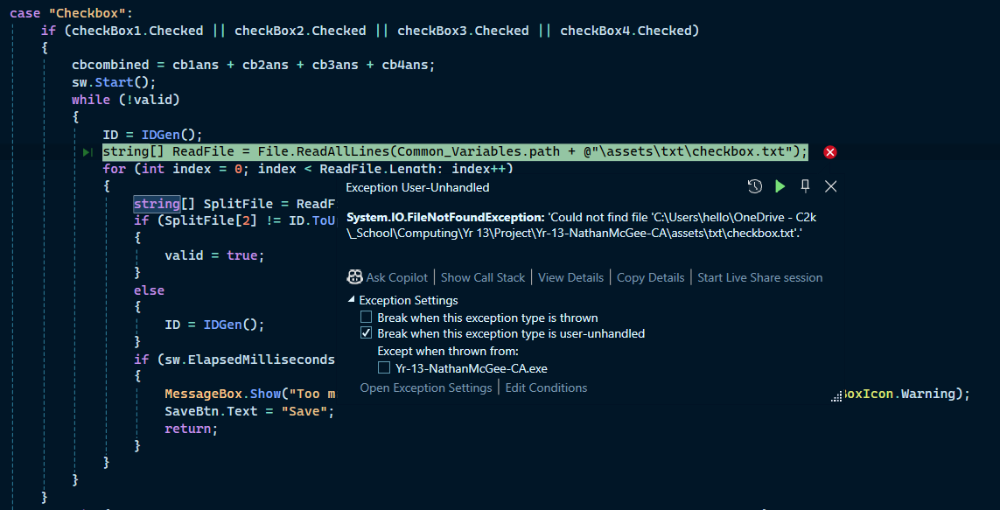 case "Checkbox":
if (checkBox1.Checked || checkBox2.Checked || checkBox3.Checked || checkBox4.Checked)
{
cbcombined = cb1ans + cb2ans + cb3ans + cb4ans;
sw.Start();
while (!valid)
{
ID = IDGen();
string[] ReadFile = File.ReadAllLines(Common_Variables.path + @"\assets\txt\checkbox.txt");
for (int index = 0; index < ReadFile.Length; index++)
{
string[] SplitFile = ReadF
if (SplitFile[2] != ID.ToU
{
valid = true;
}
else
{
ID = IDGen();
}
if (sw.ElapsedMilliseconds
{
MessageBox.Show("Too m
SaveBtn.Text = "Save";
return;
}
}
}
}
Exception User-Unhandled
System.IO.FileNotFoundException: 'Could not find file 'C:\Users\hello\OneDrive - C2k
\_School\Computing\Yr 13\Project\Yr-13-NathanMcGee-CA\assets\txt\checkbox.txt'.'
Ask Copilot | Show Call Stack | View Details | Copy Details | Start Live Share session
Exception Settings
Break when this exception type is thrown
Break when this exception type is user-unhandled
Except when thrown from:
Yr-13-NathanMcGee-CA.exe
Open Exception Settings | Edit Conditions
oxIcon.Warning);